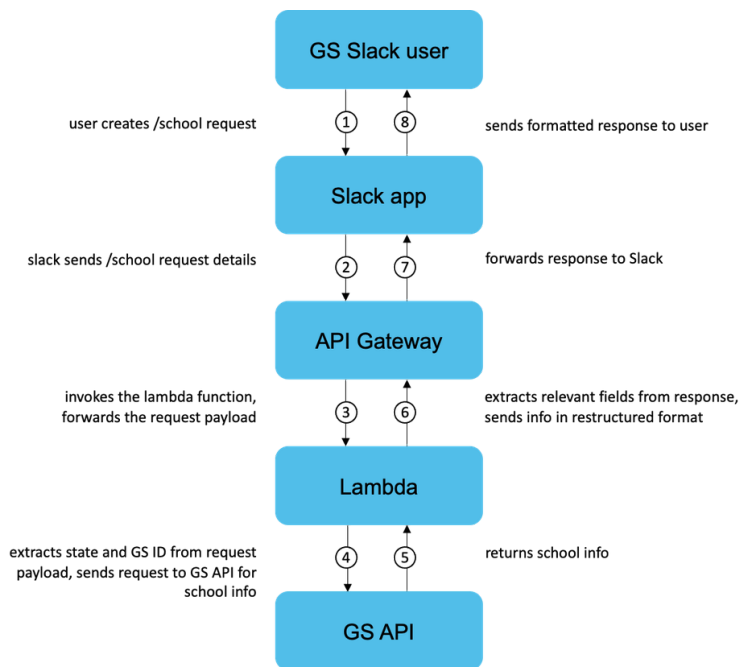 GS Slack user
user creates /school request
1
8
sends formatted response to user
Slack app
slack sends /school request details
2
7
forwards response to Slack
API Gateway
invokes the lambda function,
forwards the request payload
3
6
extracts relevant fields from response,
sends info in restructured format
Lambda
extracts state and GS ID from request
payload, sends request to GS API for
school info
4
5
returns school info
GS API